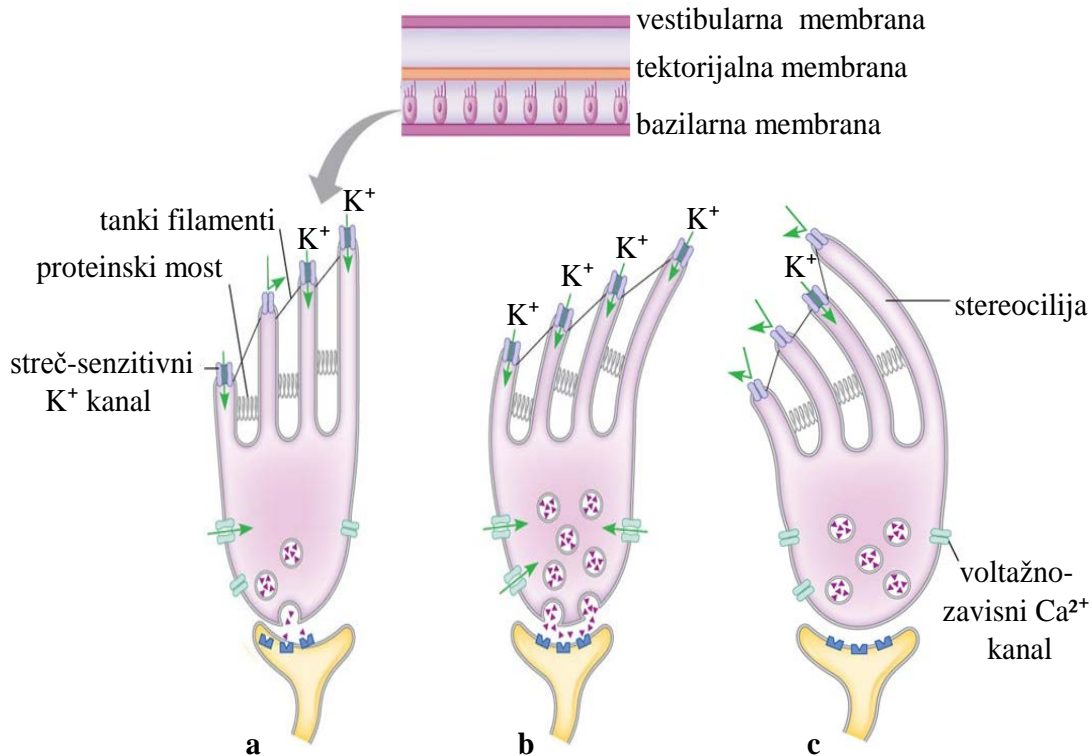 vestibularna membrana
tektorijalna membrana
bazilarna membrana
K⁺
K⁺
tanki filamenti
proteinski most
streč-senzitivni
K⁺ kanal
K⁺
K⁺
K⁺
K⁺
K⁺
stereocilija
voltažno-
zavisni Ca²⁺
kanal
a
b
c